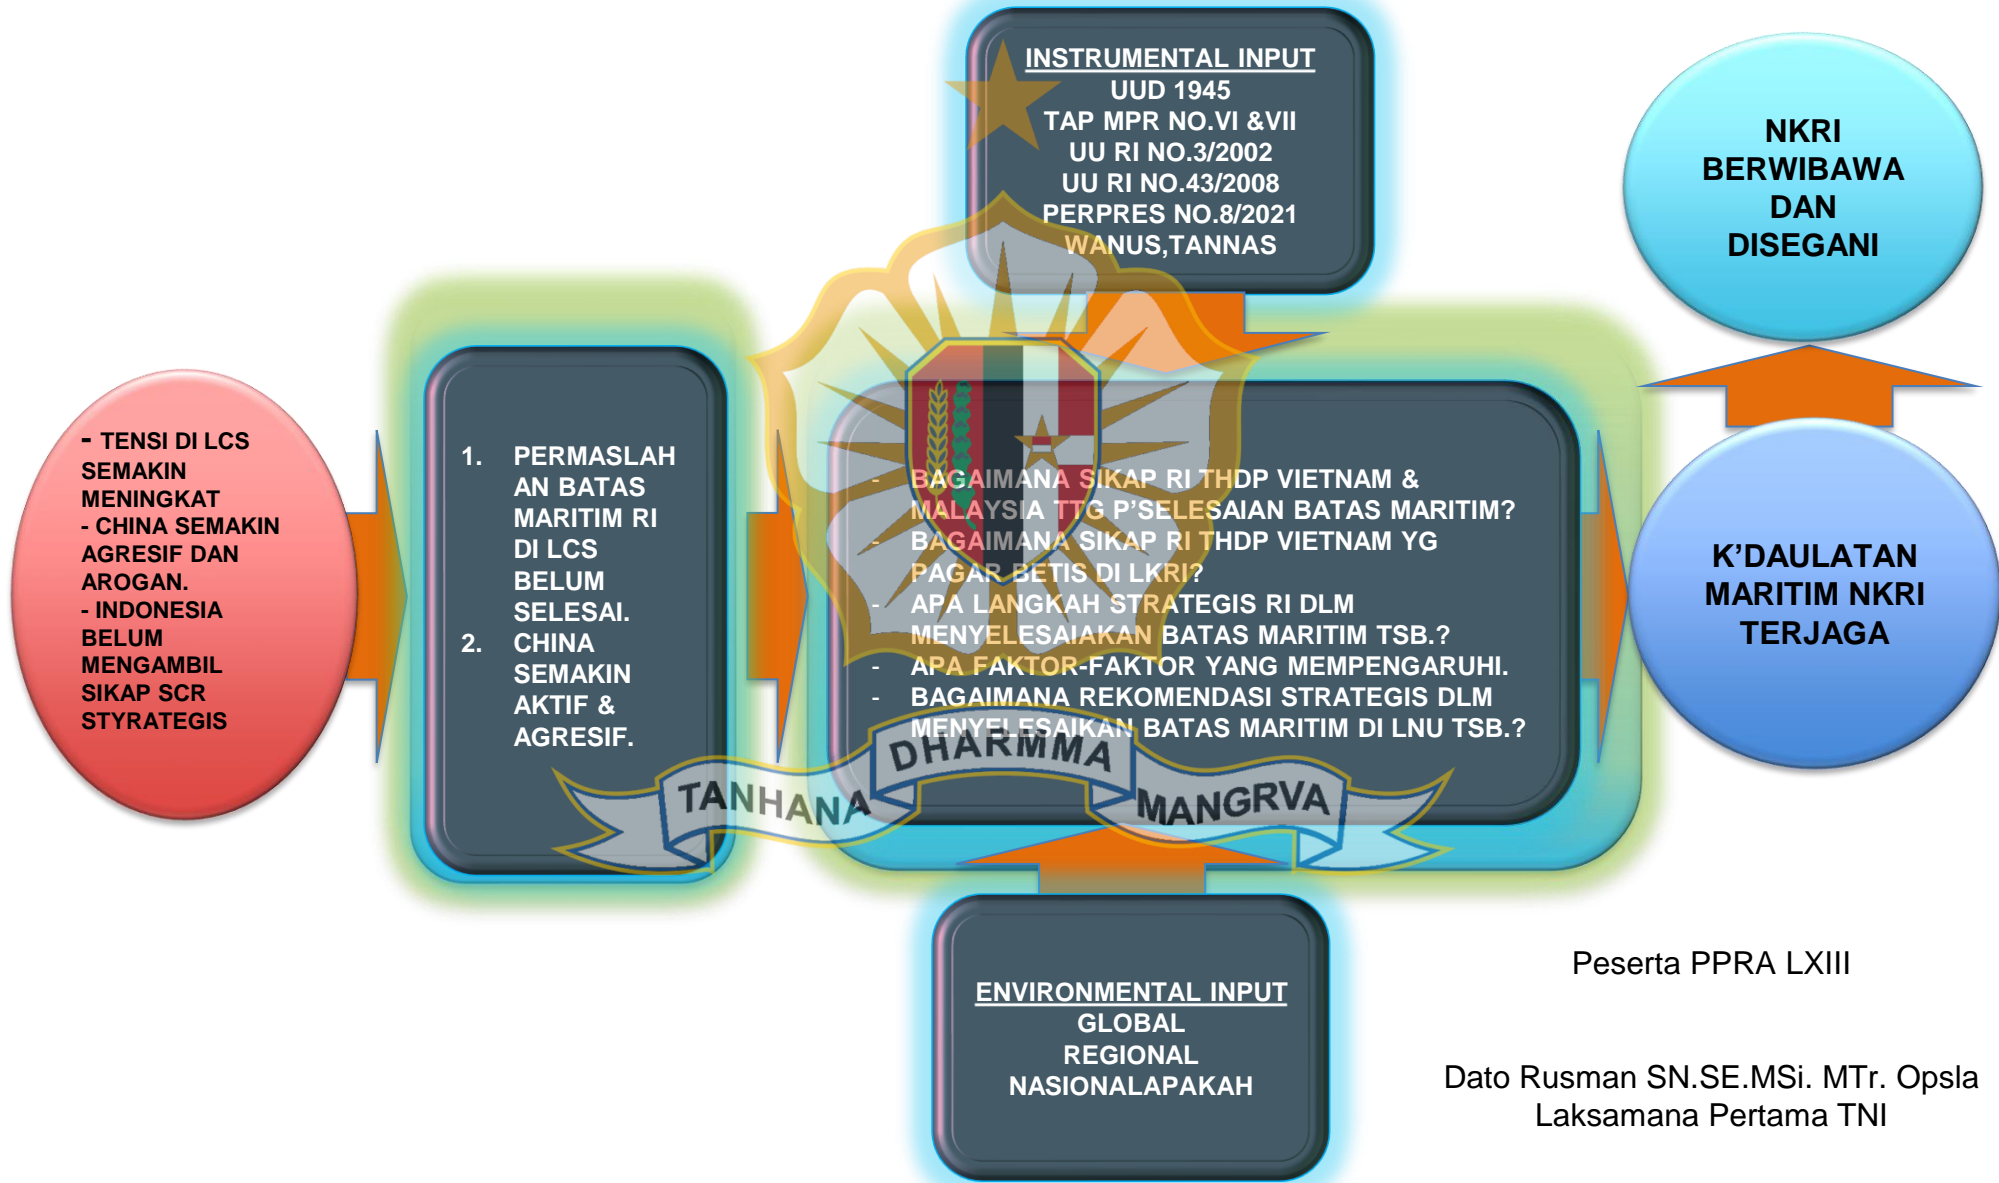 INSTRUMENTAL INPUT
UUD 1945
TAP MPR NO.VI &VII
UU RI NO.3/2002
UU RI NO.43/2008
PERPRES NO.8/2021
WANUS,TANNAS
NKRI
BERWIBAWA
DAN
DISEGANI
- TENSI DI LCS
SEMAKIN
MENINGKAT
- CHINA SEMAKIN
AGRESIF DAN
AROGAN.
- INDONESIA
BELUM
MENGAMBIL
SIKAP SCR
STYRATEGIS
1. PERMASLAH
AN BATAS
MARITIM RI
DI LCS
BELUM
SELESAI.
2. CHINA
SEMAKIN
AKTIF &
AGRESIF.
- BAGAIMANA SIKAP RI THDP VIETNAM &
MALAYSIA TTG P’SELESAIAN BATAS MARITIM?
- BAGAIMANA SIKAP RI THDP VIETNAM YG
PAGAR BETIS DI LKRI?
- APA LANGKAH STRATEGIS RI DLM
MENYELESAIAKAN BATAS MARITIM TSB.?
- APA FAKTOR-FAKTOR YANG MEMPENGARUHI.
- BAGAIMANA REKOMENDASI STRATEGIS DLM
MENYELESAIKAN BATAS MARITIM DI LNU TSB.?
K’DAULATAN
MARITIM NKRI
TERJAGA
TANHANA DHARMMA MANGRVA
ENVIRONMENTAL INPUT
GLOBAL
REGIONAL
NASIONALAPAKAH
Peserta PPRA LXIII
Dato Rusman SN.SE.MSi. MTr. Opsla
Laksamana Pertama TNI